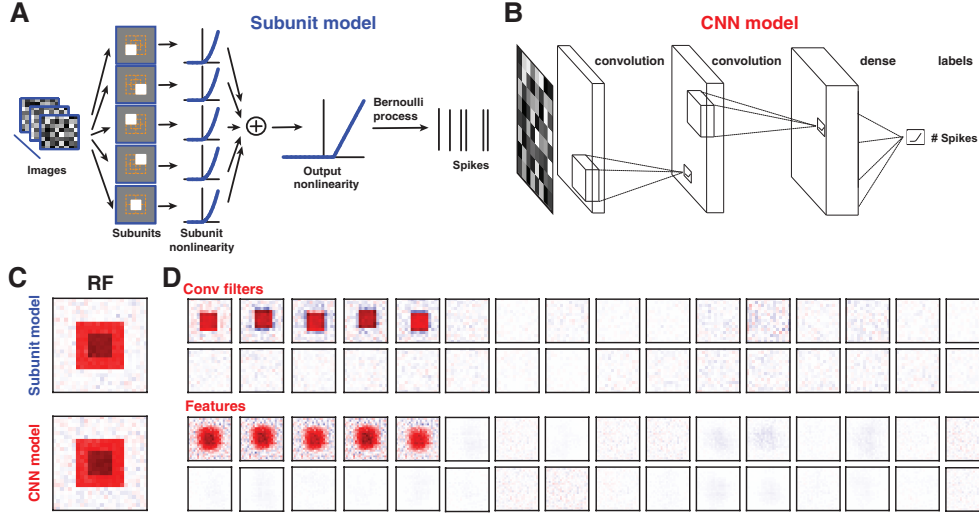 A
Subunit model
Images
Subunits
Subunit
nonlinearity
Output
nonlinearity
Bernoulli
process
Spikes
B
CNN model
convolution
convolution
dense
labels
# Spikes
C
RF
Subunit model
CNN model
D
Conv filters
Features